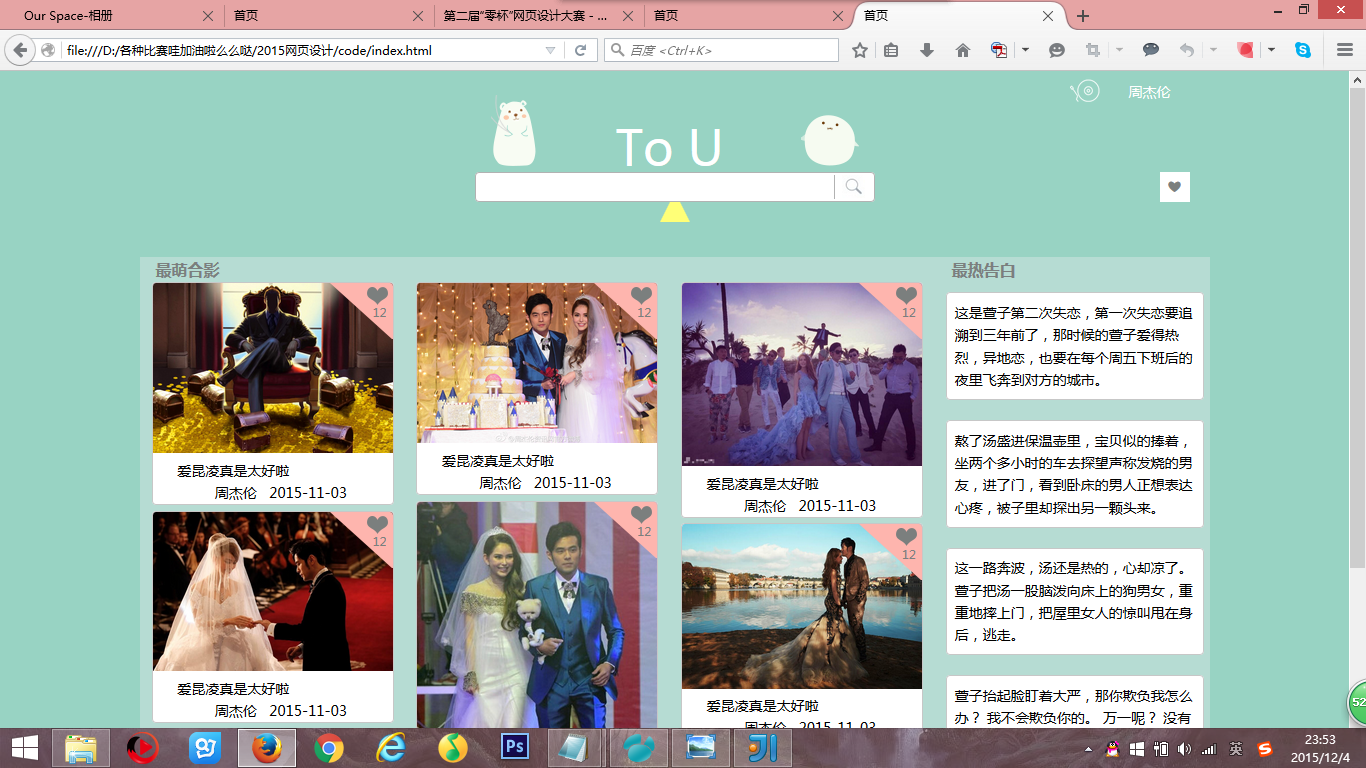 Our Space-相册
首页
第二届“零杯”网页设计大赛 - ...
首页
首页
file:///D:/各种比赛哇加油啦么么哒/2015网页设计/code/index.html
百度 <Ctrl+K>
周杰伦
To U
最萌合影
最热告白
12
爱昆凌真是太好啦
周杰伦 2015-11-03
12
爱昆凌真是太好啦
周杰伦 2015-11-03
12
爱昆凌真是太好啦
周杰伦 2015-11-03
12
爱昆凌真是太好啦
周杰伦 2015-11-03
12
12
爱昆凌真是太好啦
周杰伦 2015-11-03
这是萱子第二次失恋，第一次失恋要追
溯到三年前了，那时候的萱子爱得热
烈，异地恋，也要在每个周五下班后的
夜里飞奔到对方的城市。
熬了汤盛进保温壶里，宝贝似的捧着，
坐两个多小时的车去探望声称发烧的男
友，进了门，看到卧床的男人正想表达
心疼，被子里却探出另一颗头来。
这一路奔波，汤还是热的，心却凉了。
萱子把汤一股脑泼向床上的狗男女，重
重地摔上门，把屋里女人的惊叫甩在身
后，逃走。
萱子抬起脸盯着大严，那你欺负我怎么
办？ 我不会欺负你的。 万一呢？ 没有
52
Ps
英
23:53
2015/12/4